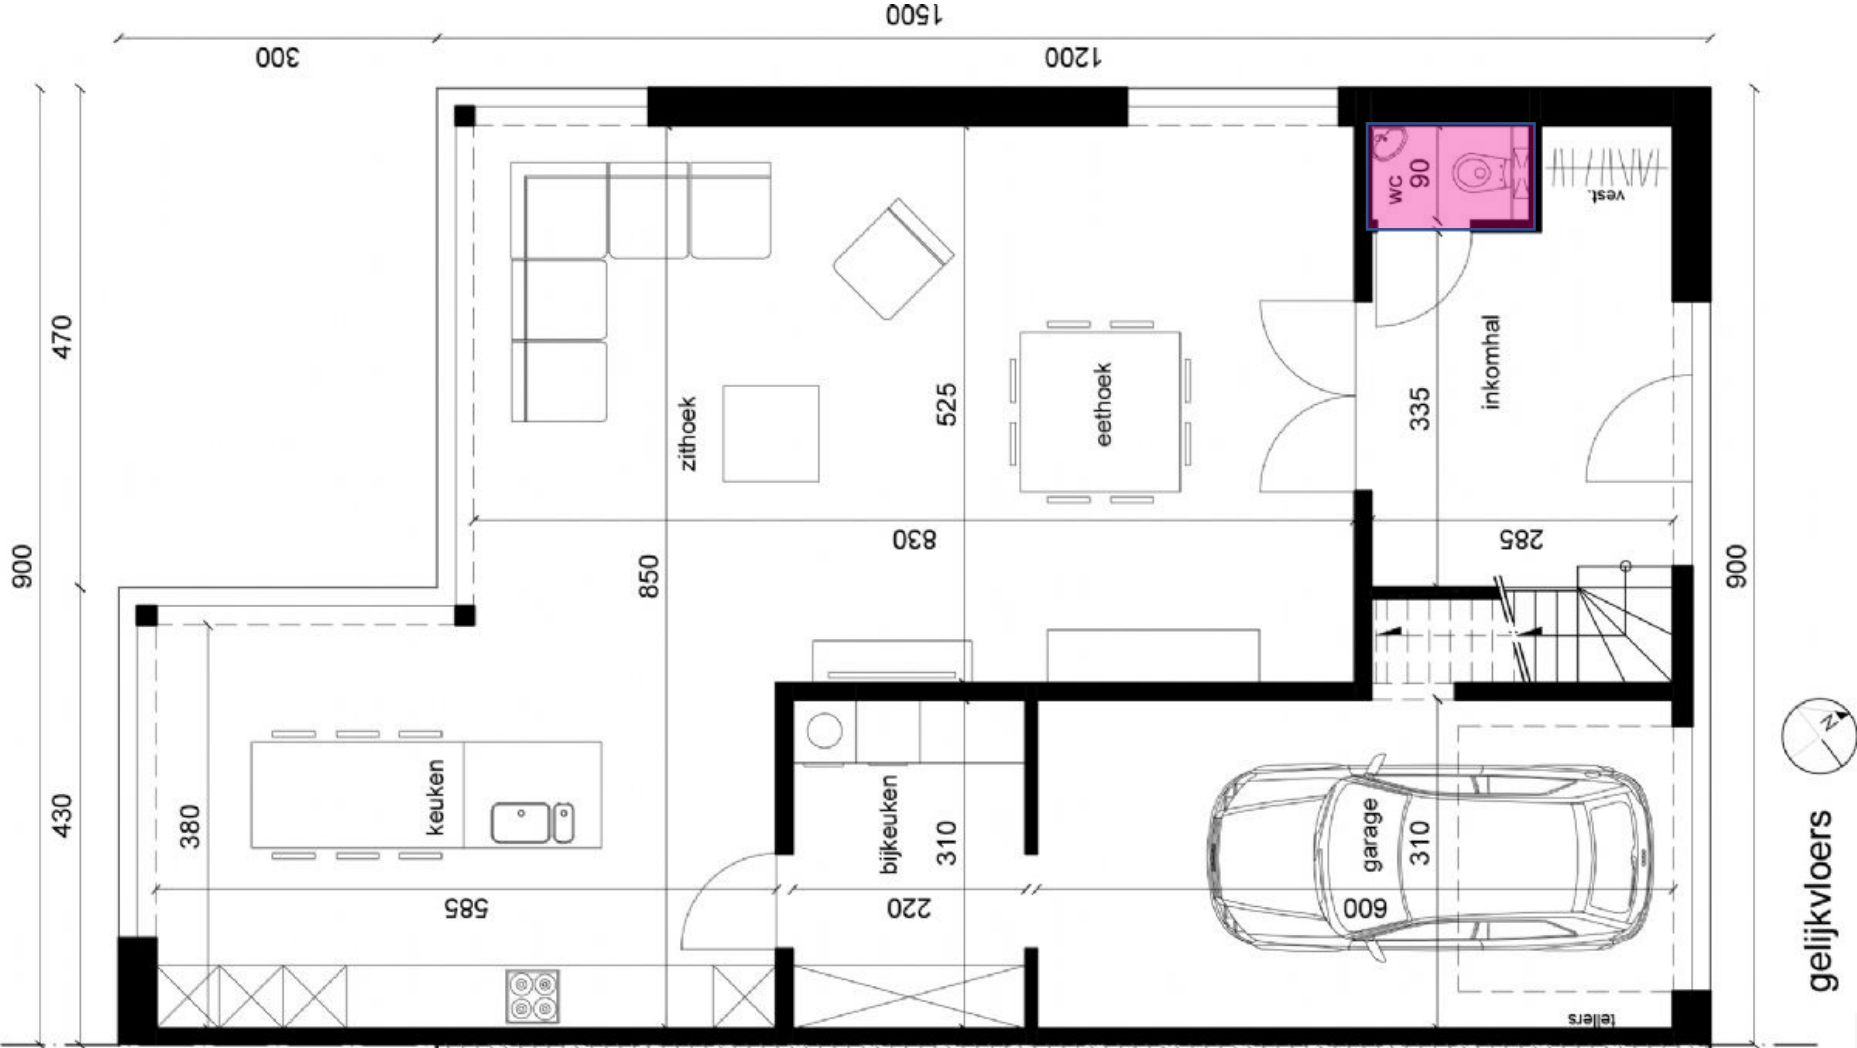 1500
300
1200
470
430
900
zithoek
850
525
830
eethoek
wc
90
vest.
inkomhal
335
285
900
keuken
380
585
bijkeuken
310
220
garage
310
600
tellers
N
gelijkvloers